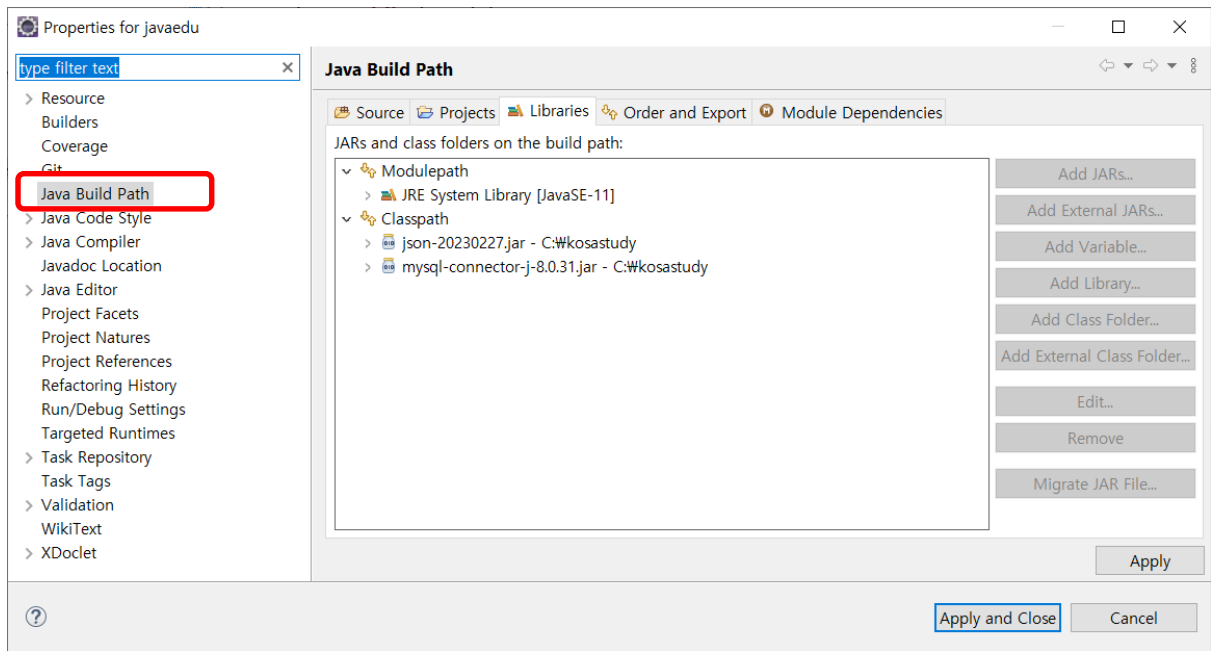 Properties for javaedu
type filter text
Resource
Builders
Coverage
Git
Java Build Path
Java Code Style
Java Compiler
Javadoc Location
Java Editor
Project Facets
Project Natures
Project References
Refactoring History
Run/Debug Settings
Targeted Runtimes
Task Repository
Task Tags
Validation
WikiText
XDoclet
Java Build Path
Source Projects Libraries Order and Export Module Dependencies
JARs and class folders on the build path:
Modulepath
JRE System Library [JavaSE-11]
Classpath
json-20230227.jar - C:₩kosastudy
mysql-connector-j-8.0.31.jar - C:₩kosastudy
Add JARs...
Add External JARs...
Add Variable...
Add Library...
Add Class Folder...
Add External Class Folder...
Edit...
Remove
Migrate JAR File...
Apply
Apply and Close Cancel